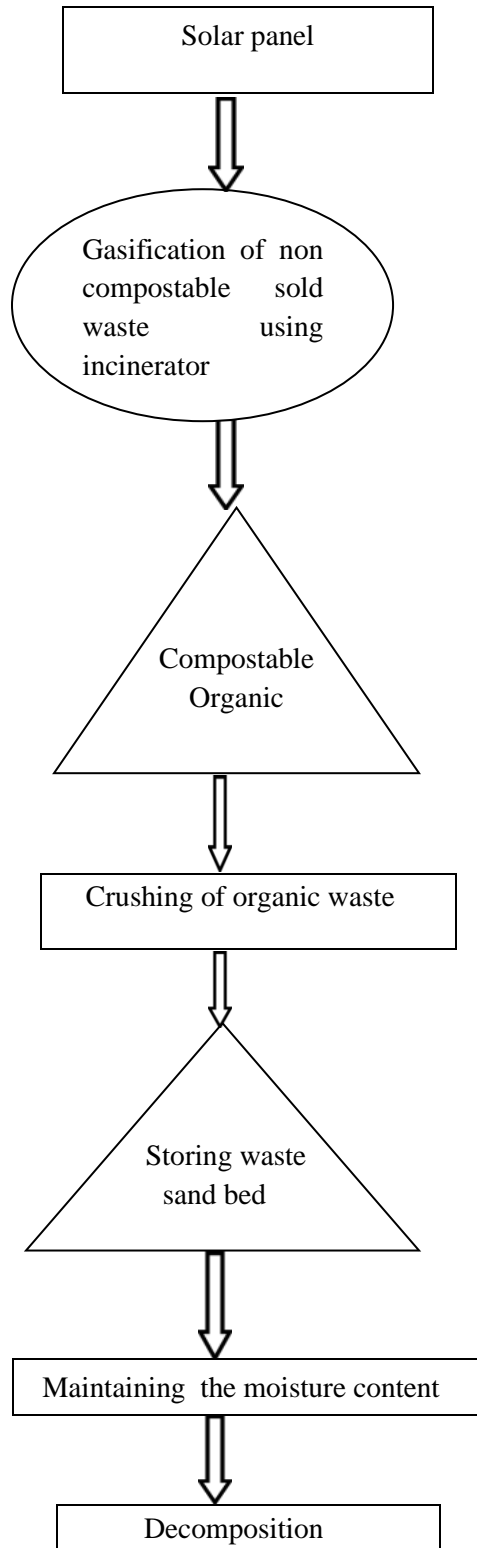 Solar panel
Gasification of non
compostable sold
waste using
incinerator
Compostable
Organic
Crushing of organic waste
Storing waste
sand bed
Maintaining the moisture content
Decomposition